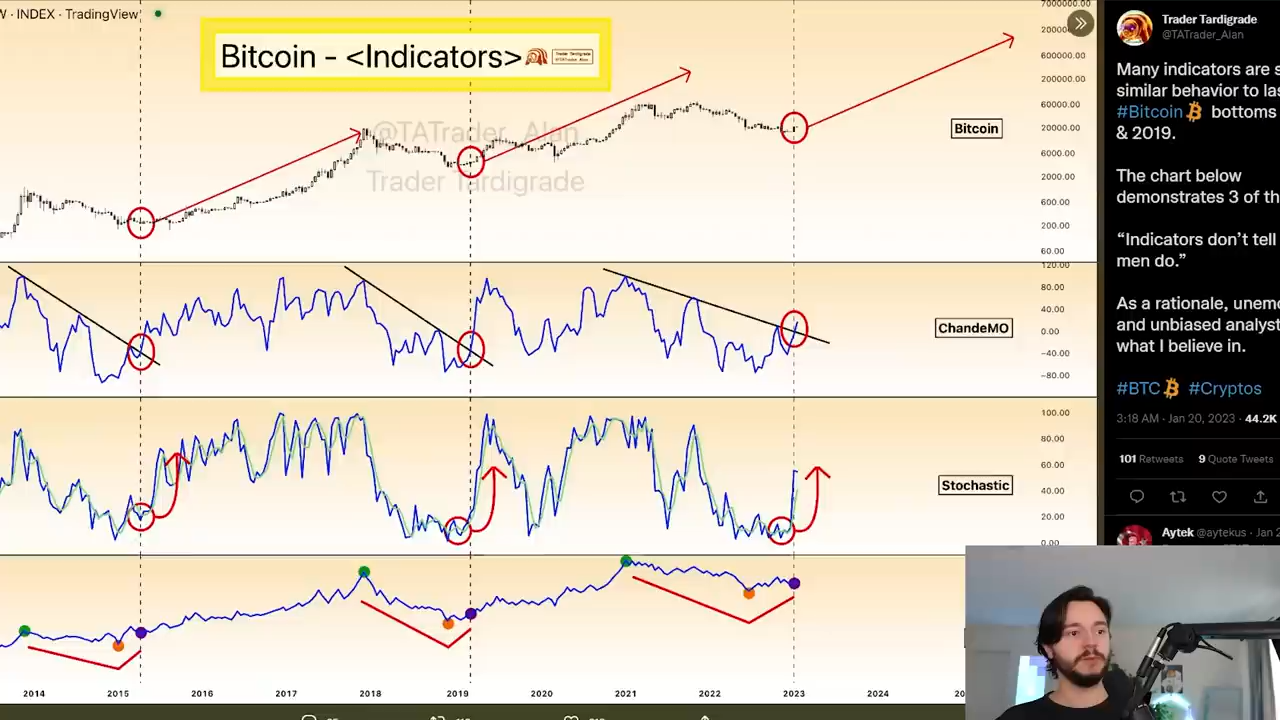 W · INDEX · TradingView
Bitcoin - <Indicators>
Trader Tardigrade
@TATrader_Alan
@TATrader_Alan
Trader Tardigrade
Bitcoin
7000000.00
600000.00
200000.00
60000.00
20000.00
6000.00
2000.00
600.00
200.00
60.00
120.00
80.00
40.00
0.00
−40.00
−80.00
ChandeMO
100.00
80.00
60.00
40.00
20.00
0.00
Stochastic
2014 2015 2016 2017 2018 2019 2020 2021 2022 2023 2024
Trader Tardigrade
@TATrader_Alan
Many indicators are s
similar behavior to las
#Bitcoin bottoms
& 2019.
The chart below
demonstrates 3 of th
“Indicators don’t tell
men do.”
As a rationale, unemo
and unbiased analyst
what I believe in.
#BTC #Cryptos
3:18 AM · Jan 20, 2023 · 44.2K
101 Retweets 9 Quote Tweets
Aytek @aytekus · Jan 2